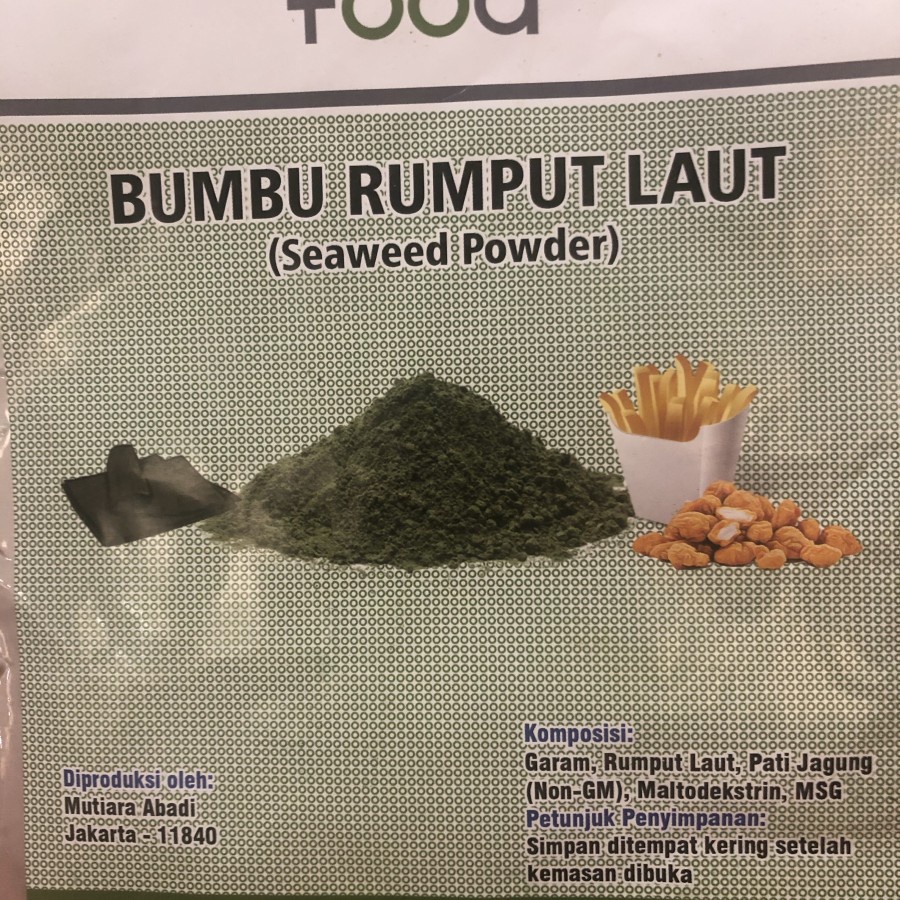 food
BUMBU RUMPUT LAUT
(Seaweed Powder)
Diproduksi oleh:
Mutiara Abadi
Jakarta - 11840
Komposisi:
Garam, Rumput Laut, Pati Jagung
(Non-GM), Maltodekstrin, MSG
Petunjuk Penyimpanan:
Simpan ditempat kering setelah
kemasan dibuka